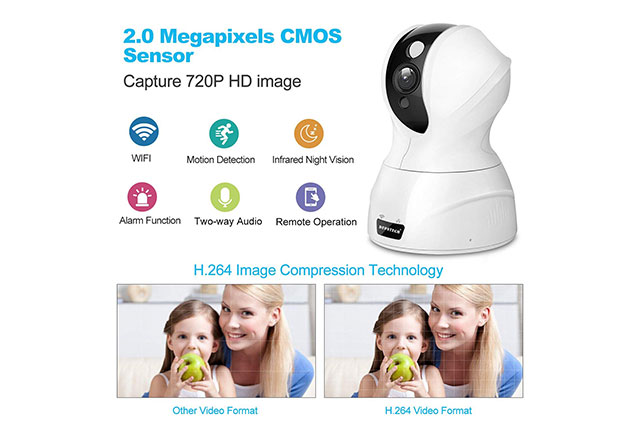 2.0 Megapixels CMOS
Sensor
Capture 720P HD image
WIFI
Motion Detection
Infrared Night Vision
Alarm Function
Two-way Audio
Remote Operation
DEPSTECH
H.264 Image Compression Technology
Other Video Format
H.264 Video Format